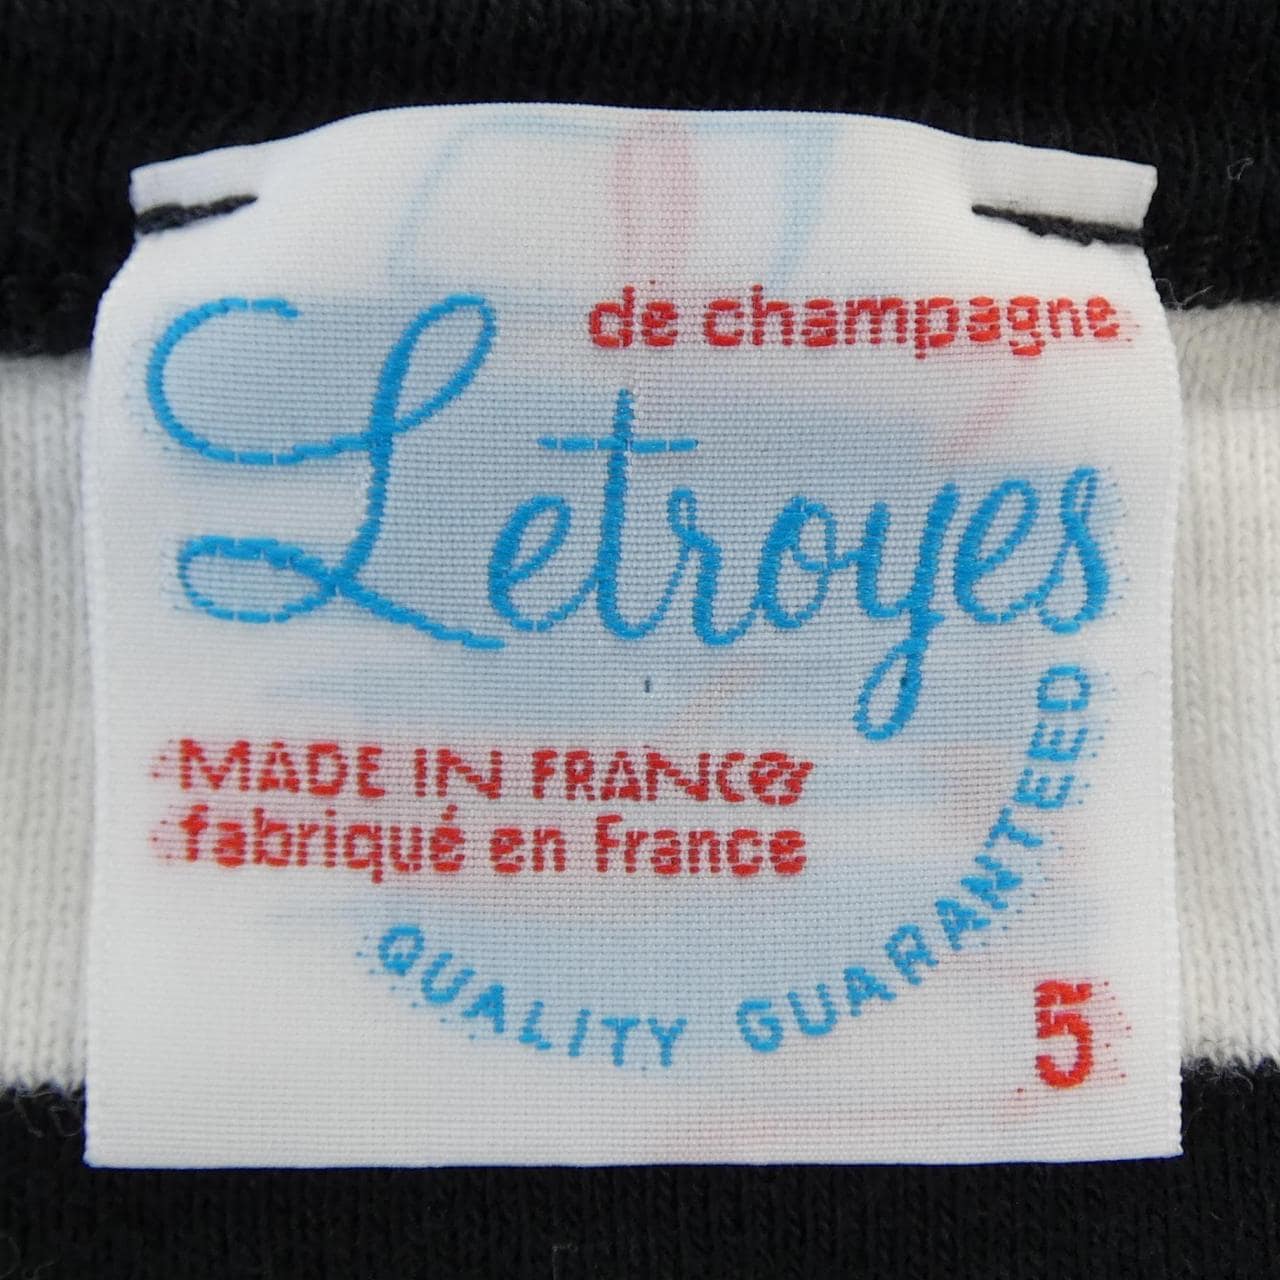 de champagne
Letroyes
MADE IN FRANCE
fabriqué en France
QUALITY GUARANTEED
5